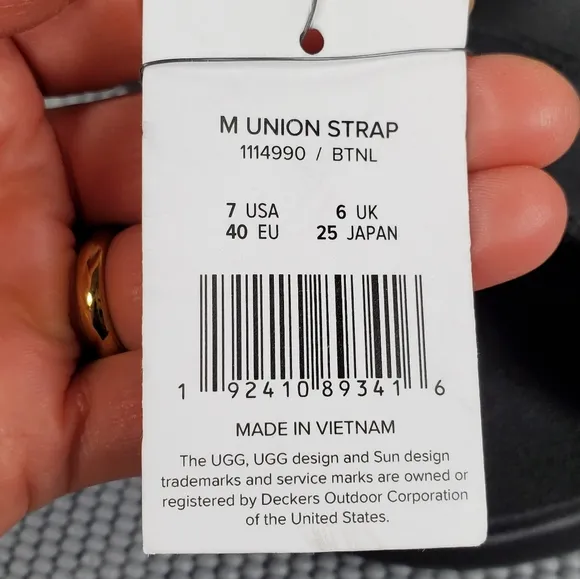 M UNION STRAP
1114990 / BTNL
7 USA 6 UK
40 EU 25 JAPAN
1 92410 89341 6
MADE IN VIETNAM
The UGG, UGG design and Sun design
trademarks and service marks are owned or
registered by Deckers Outdoor Corporation
of the United States.